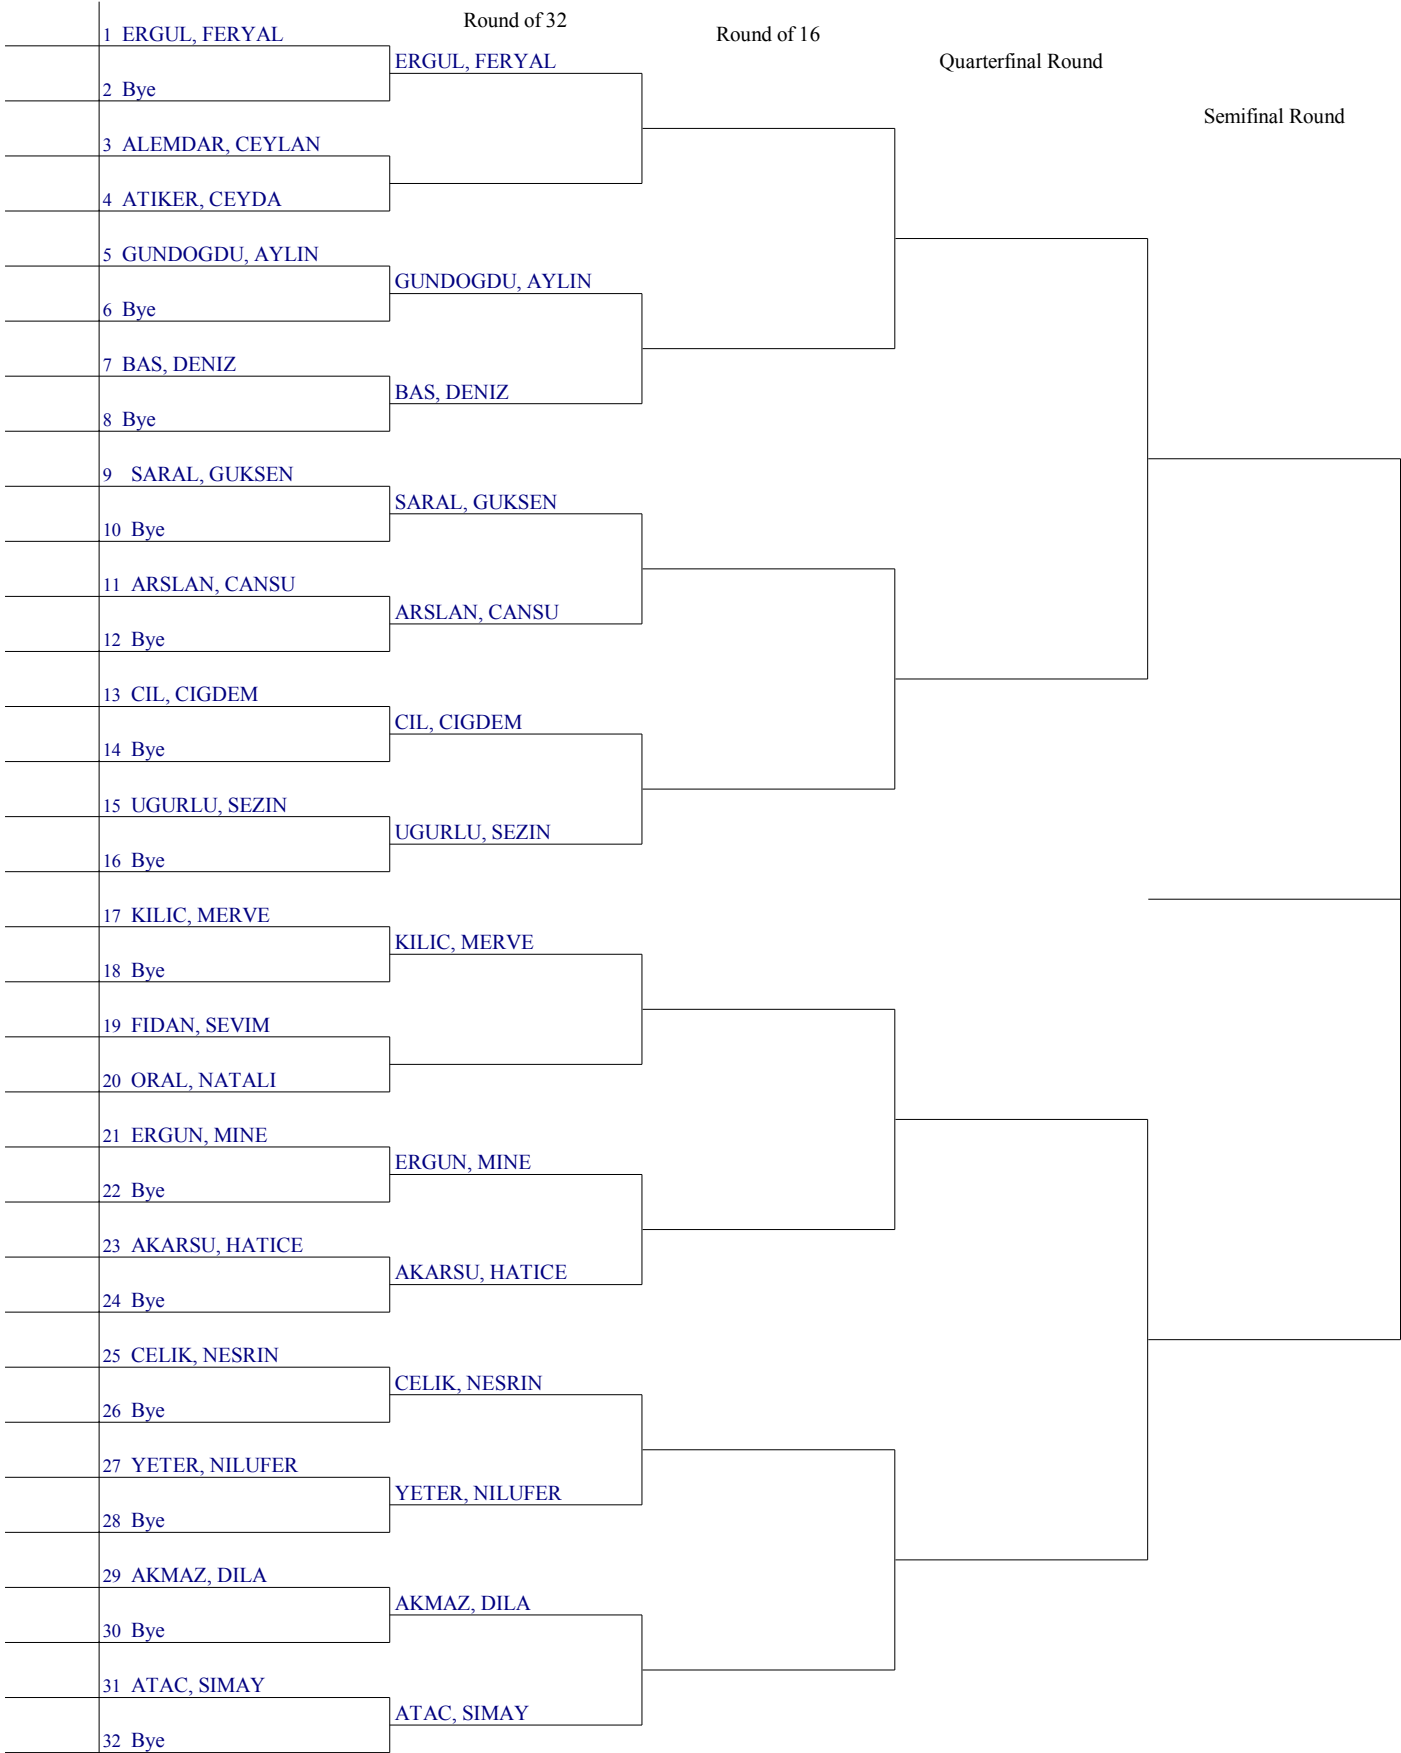 Round of 32
Round of 16
Quarterfinal Round
Semifinal Round
1 ERGUL, FERYAL
ERGUL, FERYAL
2 Bye
3 ALEMDAR, CEYLAN
4 ATIKER, CEYDA
5 GUNDOGDU, AYLIN
GUNDOGDU, AYLIN
6 Bye
7 BAS, DENIZ
BAS, DENIZ
8 Bye
9 SARAL, GUKSEN
SARAL, GUKSEN
10 Bye
11 ARSLAN, CANSU
ARSLAN, CANSU
12 Bye
13 CIL, CIGDEM
CIL, CIGDEM
14 Bye
15 UGURLU, SEZIN
UGURLU, SEZIN
16 Bye
17 KILIC, MERVE
KILIC, MERVE
18 Bye
19 FIDAN, SEVIM
20 ORAL, NATALI
21 ERGUN, MINE
ERGUN, MINE
22 Bye
23 AKARSU, HATICE
AKARSU, HATICE
24 Bye
25 CELIK, NESRIN
CELIK, NESRIN
26 Bye
27 YETER, NILUFER
YETER, NILUFER
28 Bye
29 AKMAZ, DILA
AKMAZ, DILA
30 Bye
31 ATAC, SIMAY
ATAC, SIMAY
32 Bye